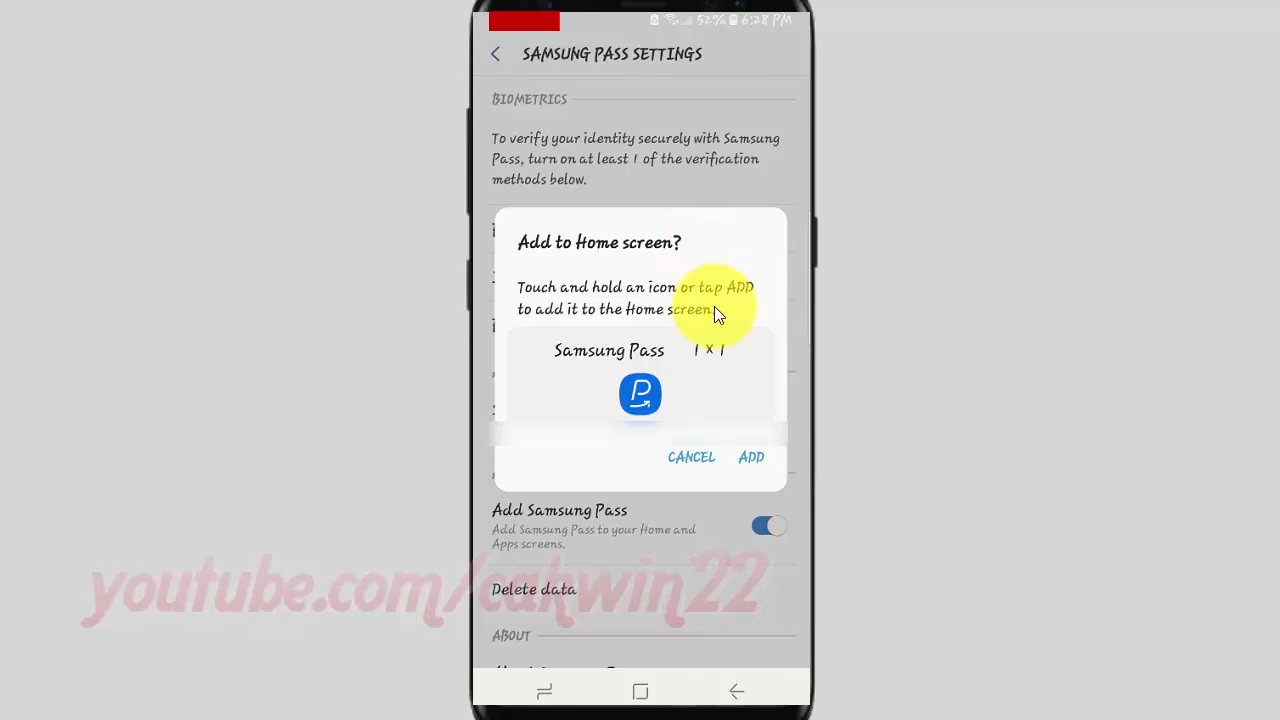 52% 6:28 PM
SAMSUNG PASS SETTINGS
BIOMETRICS
To verify your identity securely with Samsung
Pass, turn on at least 1 of the verification
methods below.
Add to Home screen?
Touch and hold an icon or tap ADD
to add it to the Home screen.
Samsung Pass 1 × 1
P
CANCEL ADD
Add Samsung Pass
Add Samsung Pass to your Home and
Apps screens.
youtube.com/cakwin22
Delete data
ABOUT